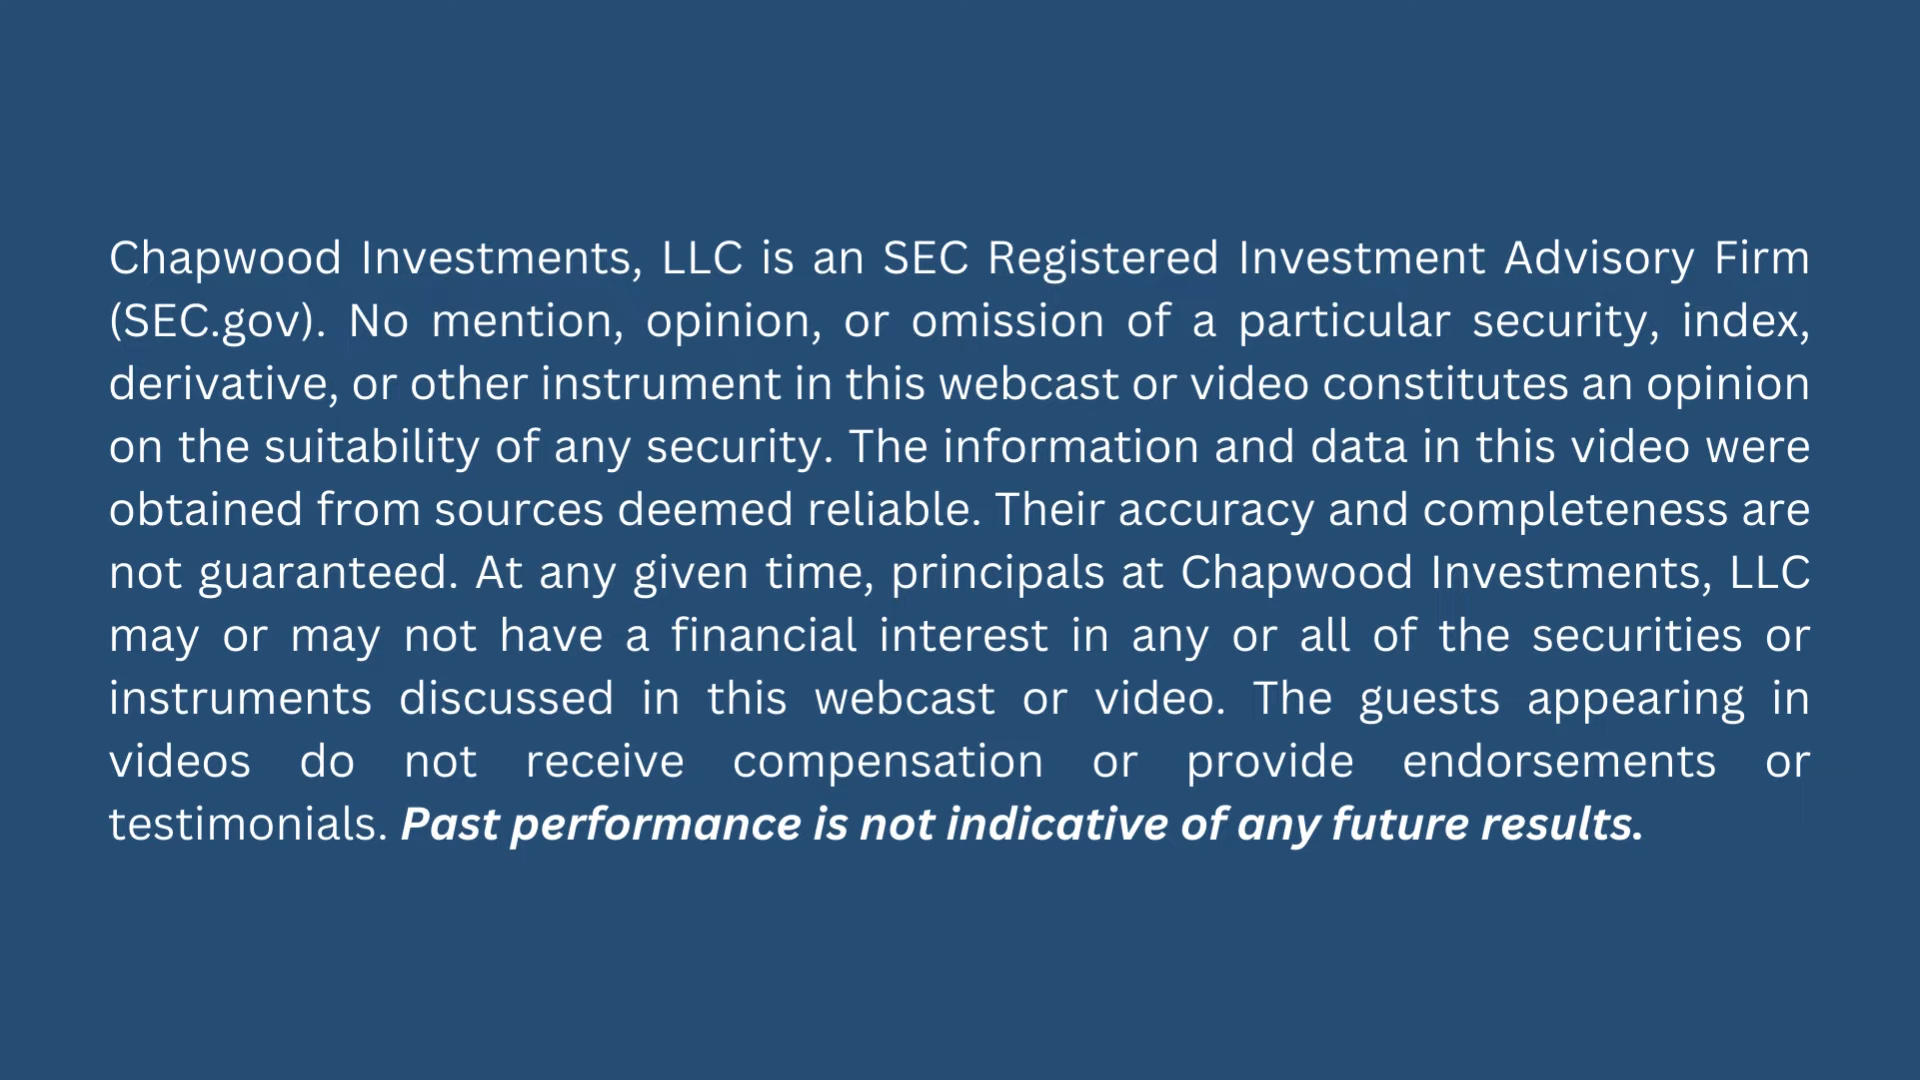 Chapwood Investments, LLC is an SEC Registered Investment Advisory Firm
(SEC.gov). No mention, opinion, or omission of a particular security, index,
derivative, or other instrument in this webcast or video constitutes an opinion
on the suitability of any security. The information and data in this video were
obtained from sources deemed reliable. Their accuracy and completeness are
not guaranteed. At any given time, principals at Chapwood Investments, LLC
may or may not have a financial interest in any or all of the securities or
instruments discussed in this webcast or video. The guests appearing in
videos do not receive compensation or provide endorsements or
testimonials. Past performance is not indicative of any future results.